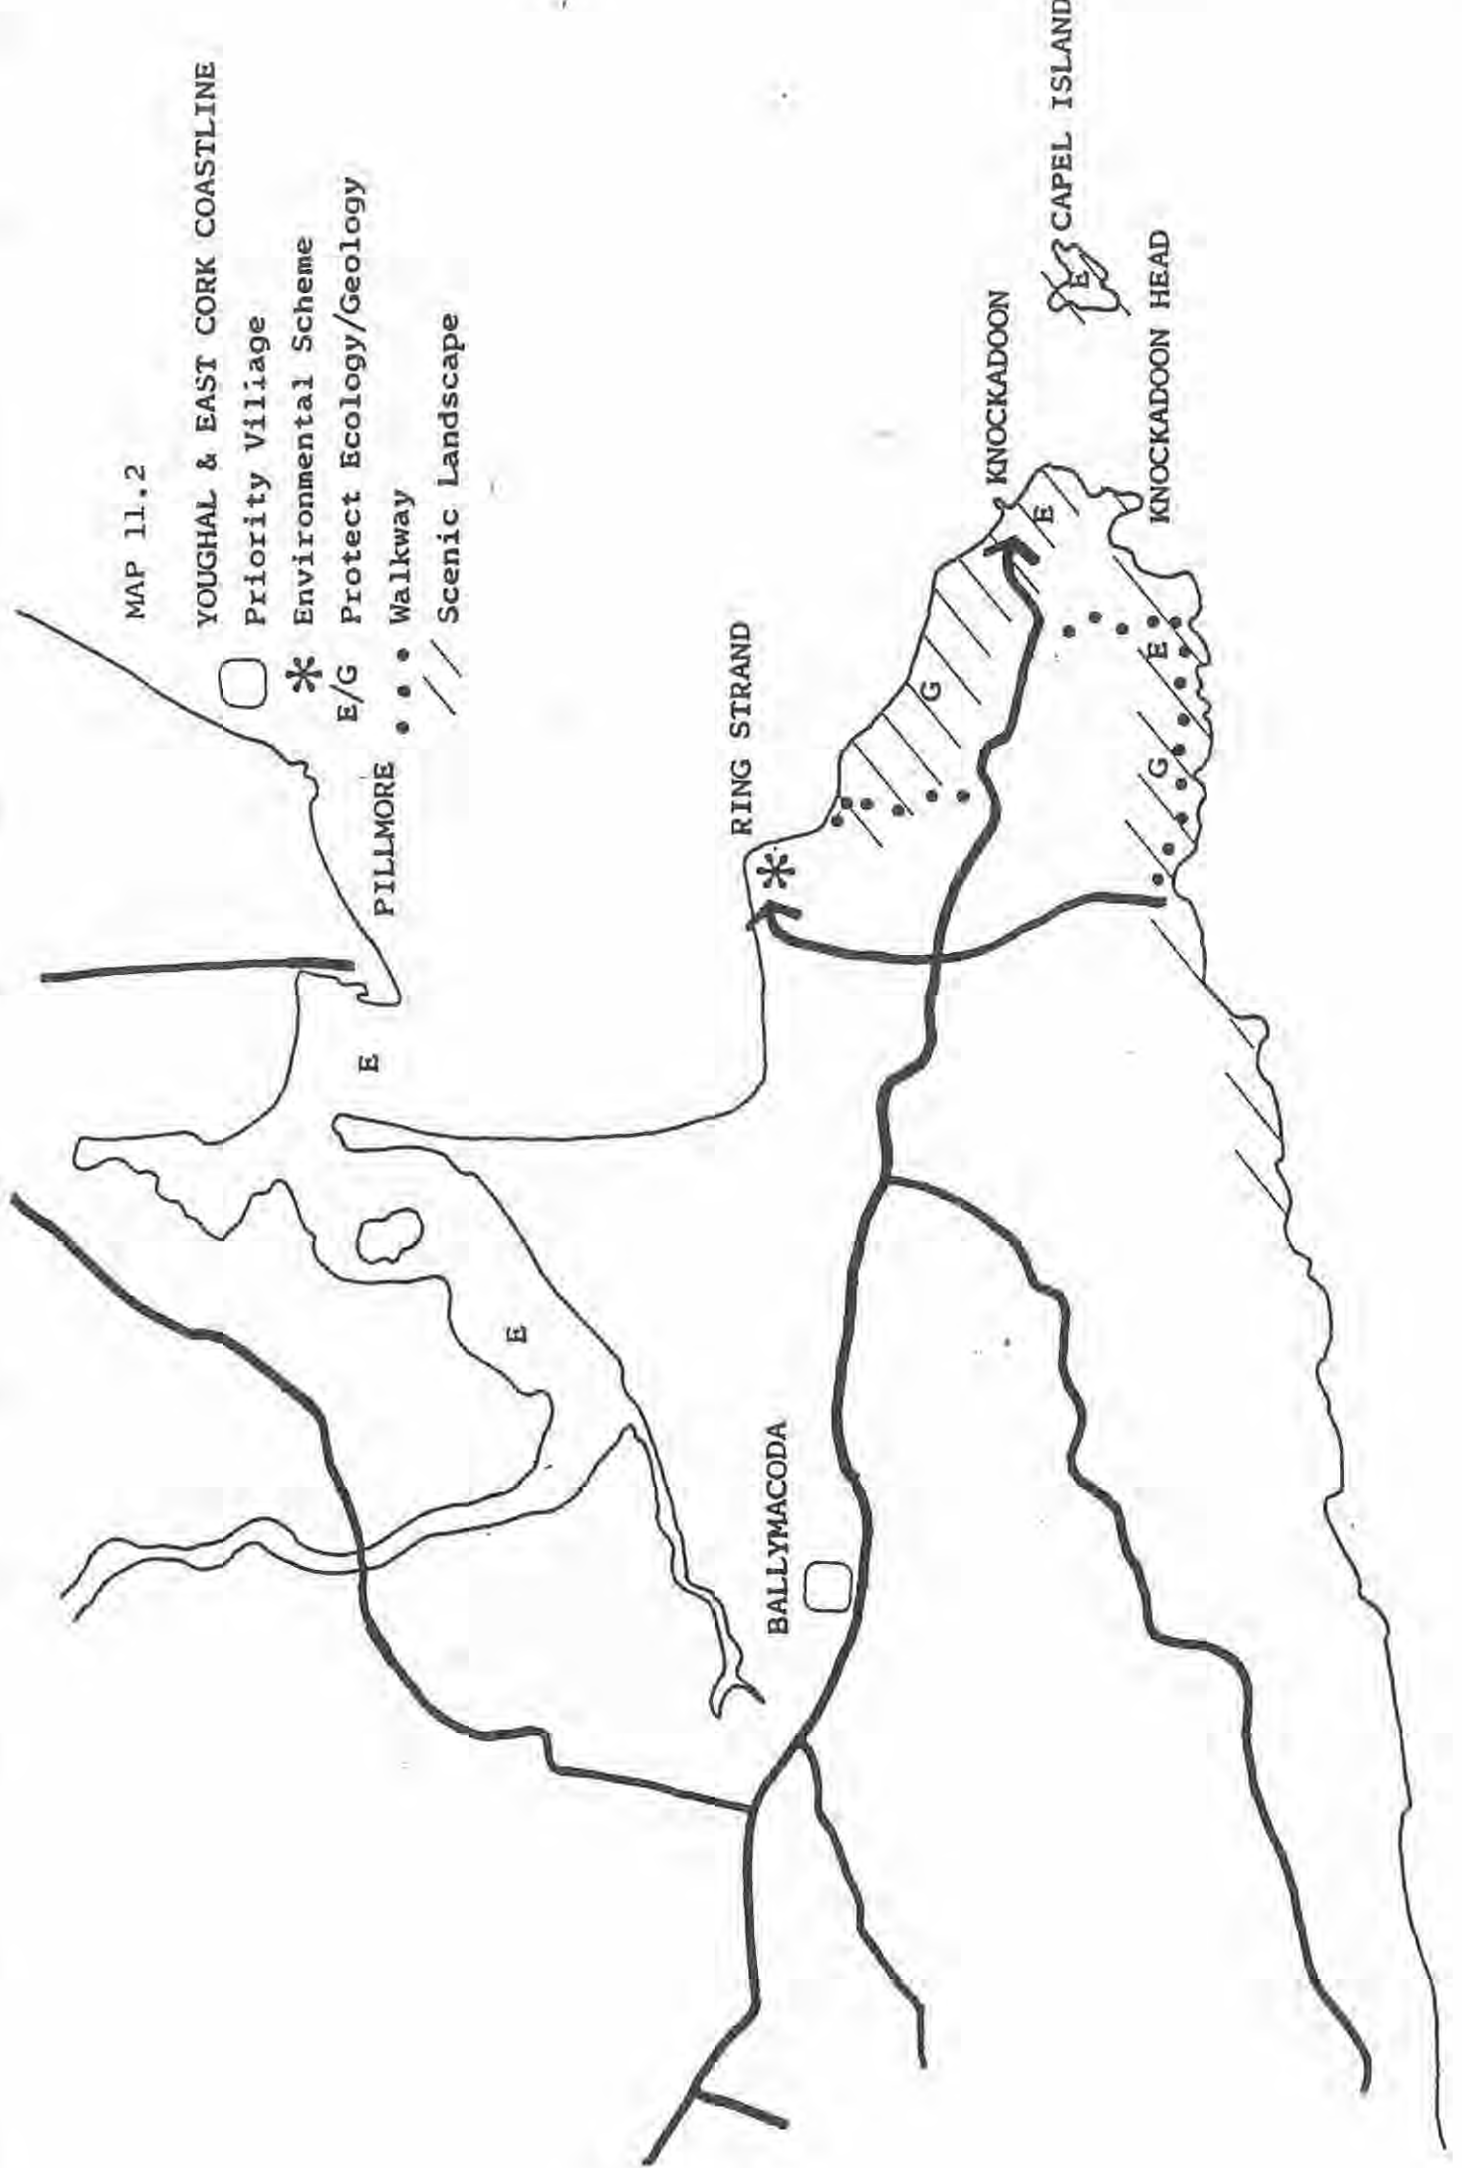 MAP 11.2
YOUGHAL & EAST CORK COASTLINE
Priority Village
* Environmental Scheme
E/G Protect Ecology/Geology
• • • Walkway
// Scenic Landscape
PILLMORE
E
E
RING STRAND
*
G
KNOCKADOON
E
CAPEL ISLAND
E
KNOCKADOON HEAD
G
E
BALLYMACODA